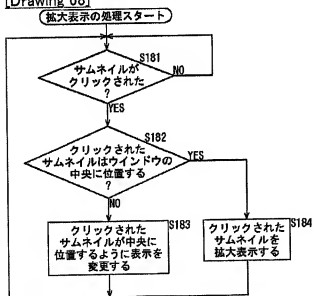 [Drawing 68]
拡大表示の処理スタート
S181
サムネイルが
クリックされた
?
NO
YES
S182
クリックされた
サムネイルはウインドウの
中央に位置する
?
YES
NO
S183
クリックされた
サムネイルが中央に
位置するように表示を
変更する
S184
クリックされた
サムネイルを
拡大表示する